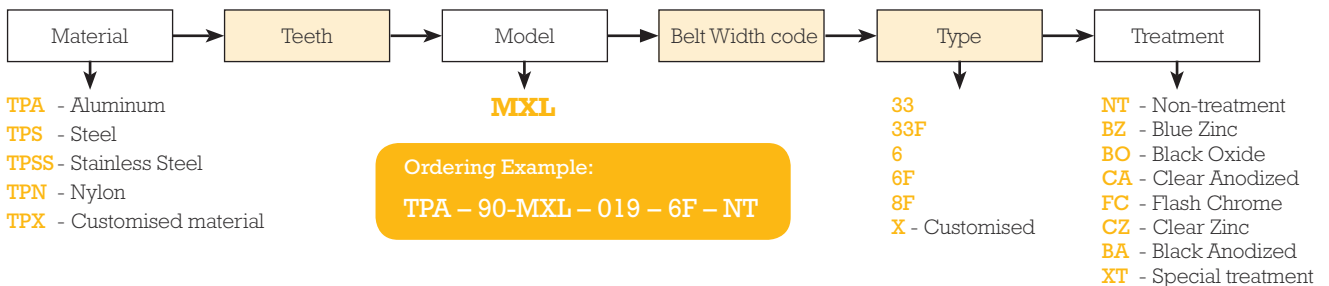 Material
Teeth
Model
Belt Width code
Type
Treatment
TPA - Aluminum
TPS - Steel
TPSS - Stainless Steel
TPN - Nylon
TPX - Customised material
MXL
Ordering Example:
TPA – 90-MXL – 019 – 6F – NT
33
33F
6
6F
8F
X - Customised
NT - Non-treatment
BZ - Blue Zinc
BO - Black Oxide
CA - Clear Anodized
FC - Flash Chrome
CZ - Clear Zinc
BA - Black Anodized
XT - Special treatment